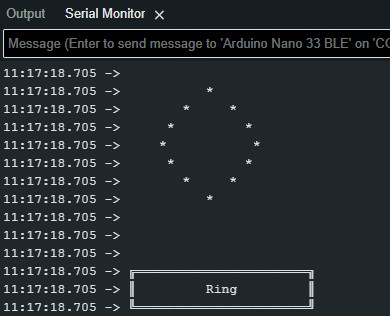 Output Serial Monitor ×
Message (Enter to send message to 'Arduino Nano 33 BLE' on 'CO
11:17:18.705 ->
11:17:18.705 -> *
11:17:18.705 -> * *
11:17:18.705 -> * *
11:17:18.705 -> * *
11:17:18.705 -> * *
11:17:18.705 -> * *
11:17:18.705 -> *
11:17:18.705 ->
11:17:18.705 ->
11:17:18.705 ->
11:17:18.705 -> ╔══════════════════════╗
11:17:18.705 -> ║ Ring ║
11:17:18.705 -> ╚══════════════════════╝